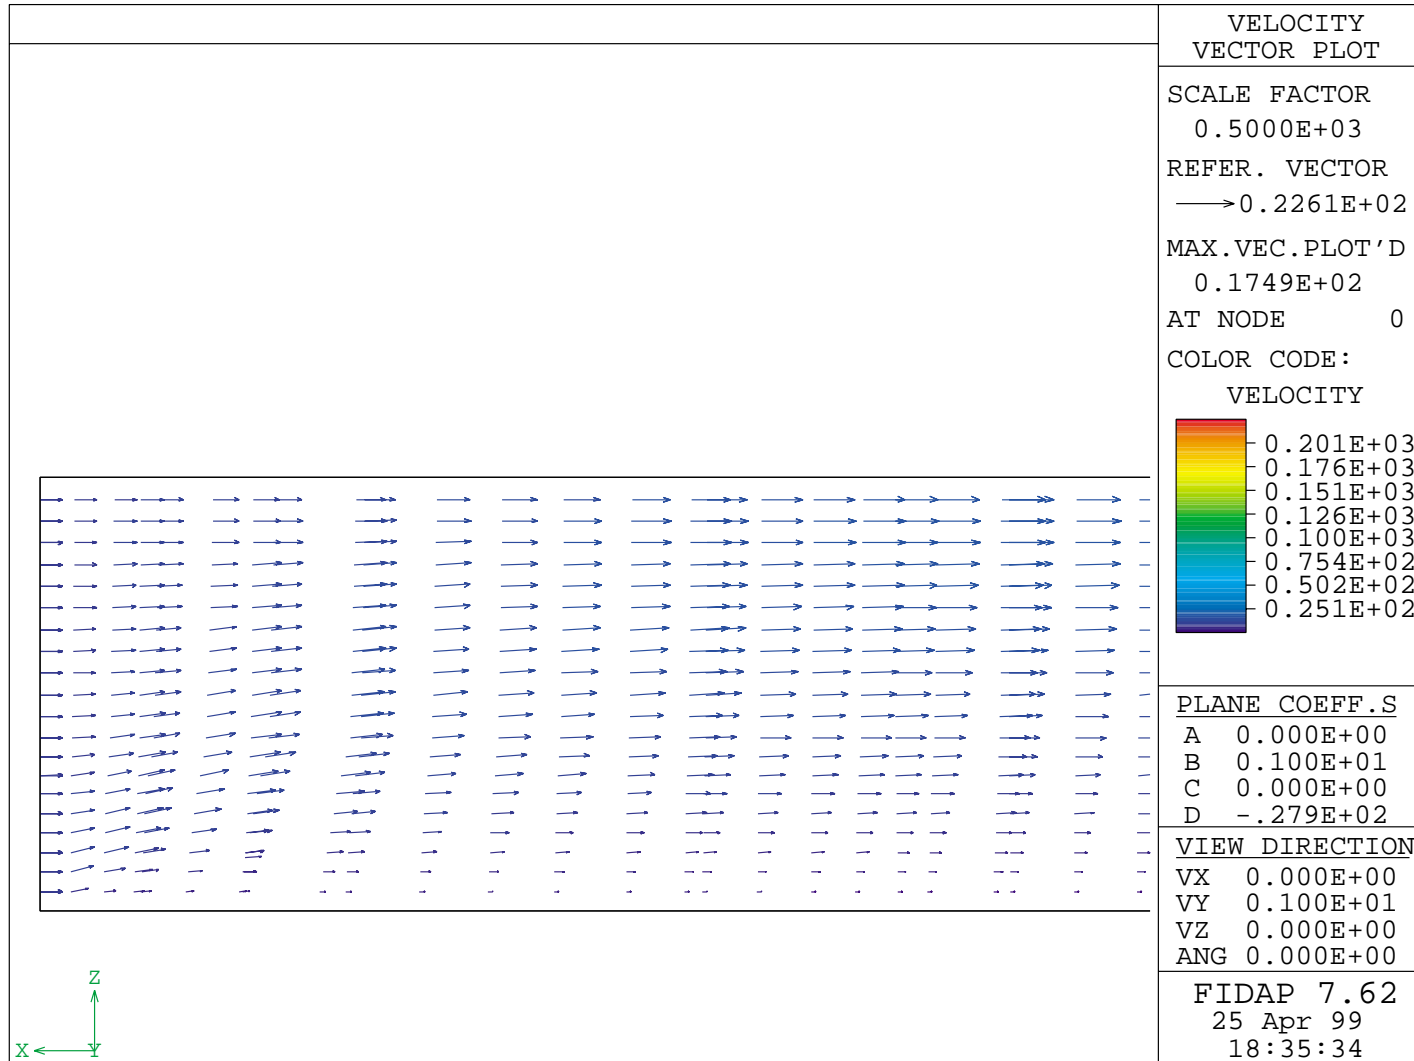 VELOCITY
VECTOR PLOT
SCALE FACTOR
0.5000E+03
REFER. VECTOR
0.2261E+02
MAX.VEC.PLOT'D
0.1749E+02
AT NODE 0
COLOR CODE:
VELOCITY
0.201E+03
0.176E+03
0.151E+03
0.126E+03
0.100E+03
0.754E+02
0.502E+02
0.251E+02
PLANE COEFF.S
A 0.000E+00
B 0.100E+01
C 0.000E+00
D -.279E+02
VIEW DIRECTION
VX 0.000E+00
VY 0.100E+01
VZ 0.000E+00
ANG 0.000E+00
FIDAP 7.62
25 Apr 99
18:35:34
Z
X Y